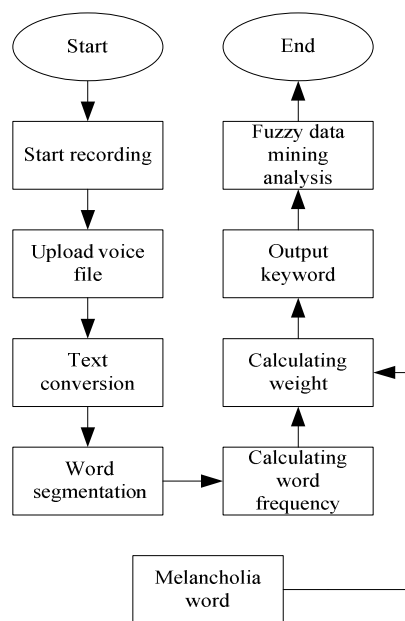 Start
Start recording
Upload voice
file
Text
conversion
Word
segmentation
End
Fuzzy data
mining
analysis
Output
keyword
Calculating
weight
Calculating
word
frequency
Melancholia
word